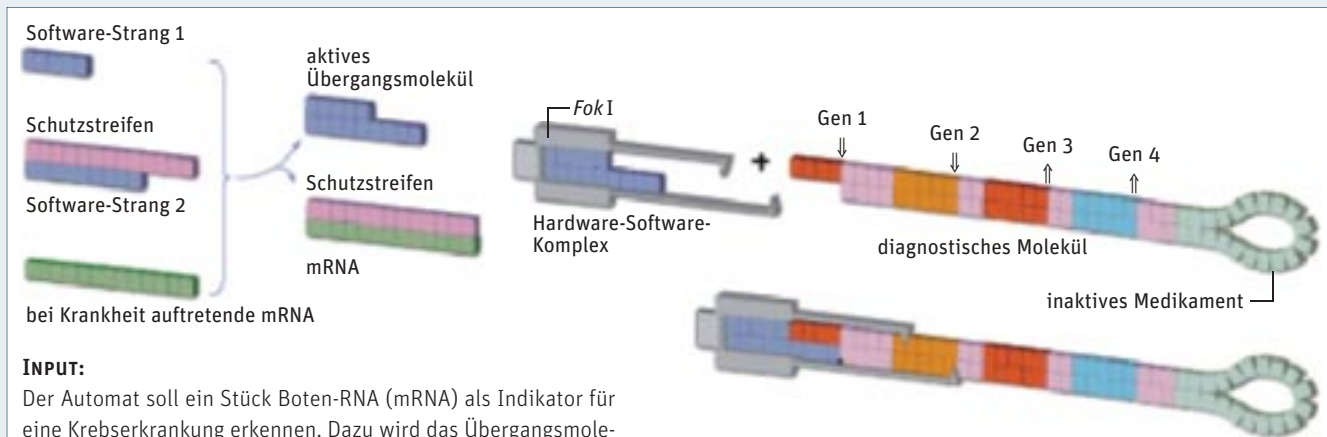 Software-Strang 1
aktives
Übergangsmolekül
Schutzstreifen
Software-Strang 2
Schutzstreifen
mRNA
bei Krankheit auftretende mRNA
Fok I
Hardware-Software-
Komplex
+
Gen 1
Gen 2
Gen 3
Gen 4
diagnostisches Molekül
inaktives Medikament
INPUT:
Der Automat soll ein Stück Boten-RNA (mRNA) als Indikator für
eine Krebserkrankung erkennen. Dazu wird das Übergangsmole-